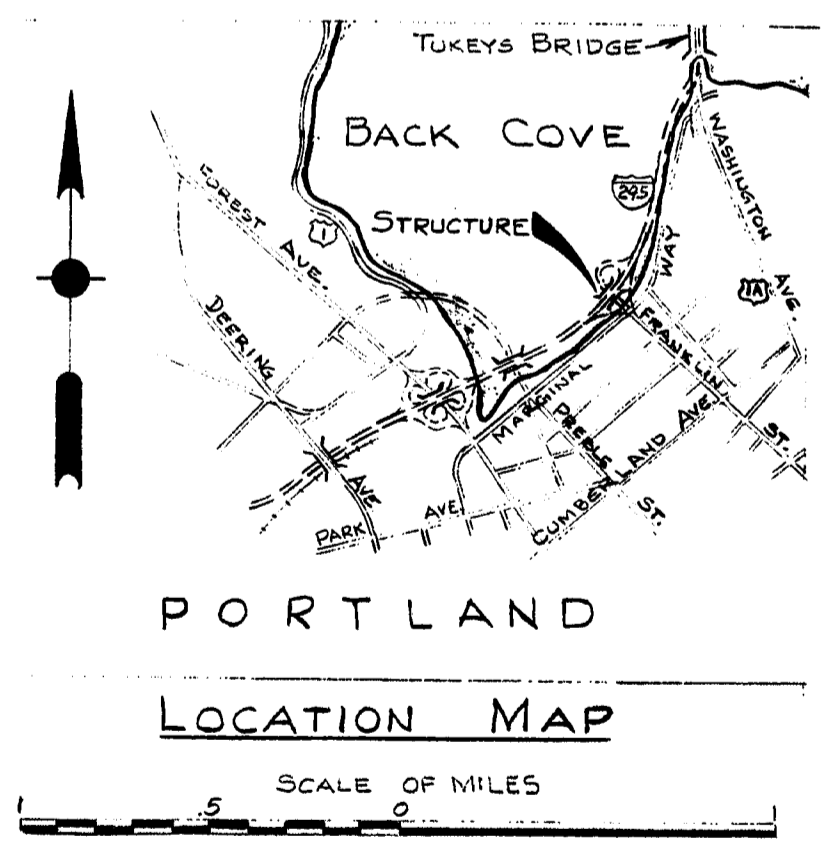 TUKEYS BRIDGE
BACK COVE
WASHINGTON AVE.
295
FOREST AVE.
1
STRUCTURE
WAY
1A
DEERING AVE
FRANKLIN ST.
MARGINAL
PREBLE ST.
CUMBERLAND AVE.
PARK AVE.
PORTLAND
LOCATION MAP
SCALE OF MILES
1 .5 0